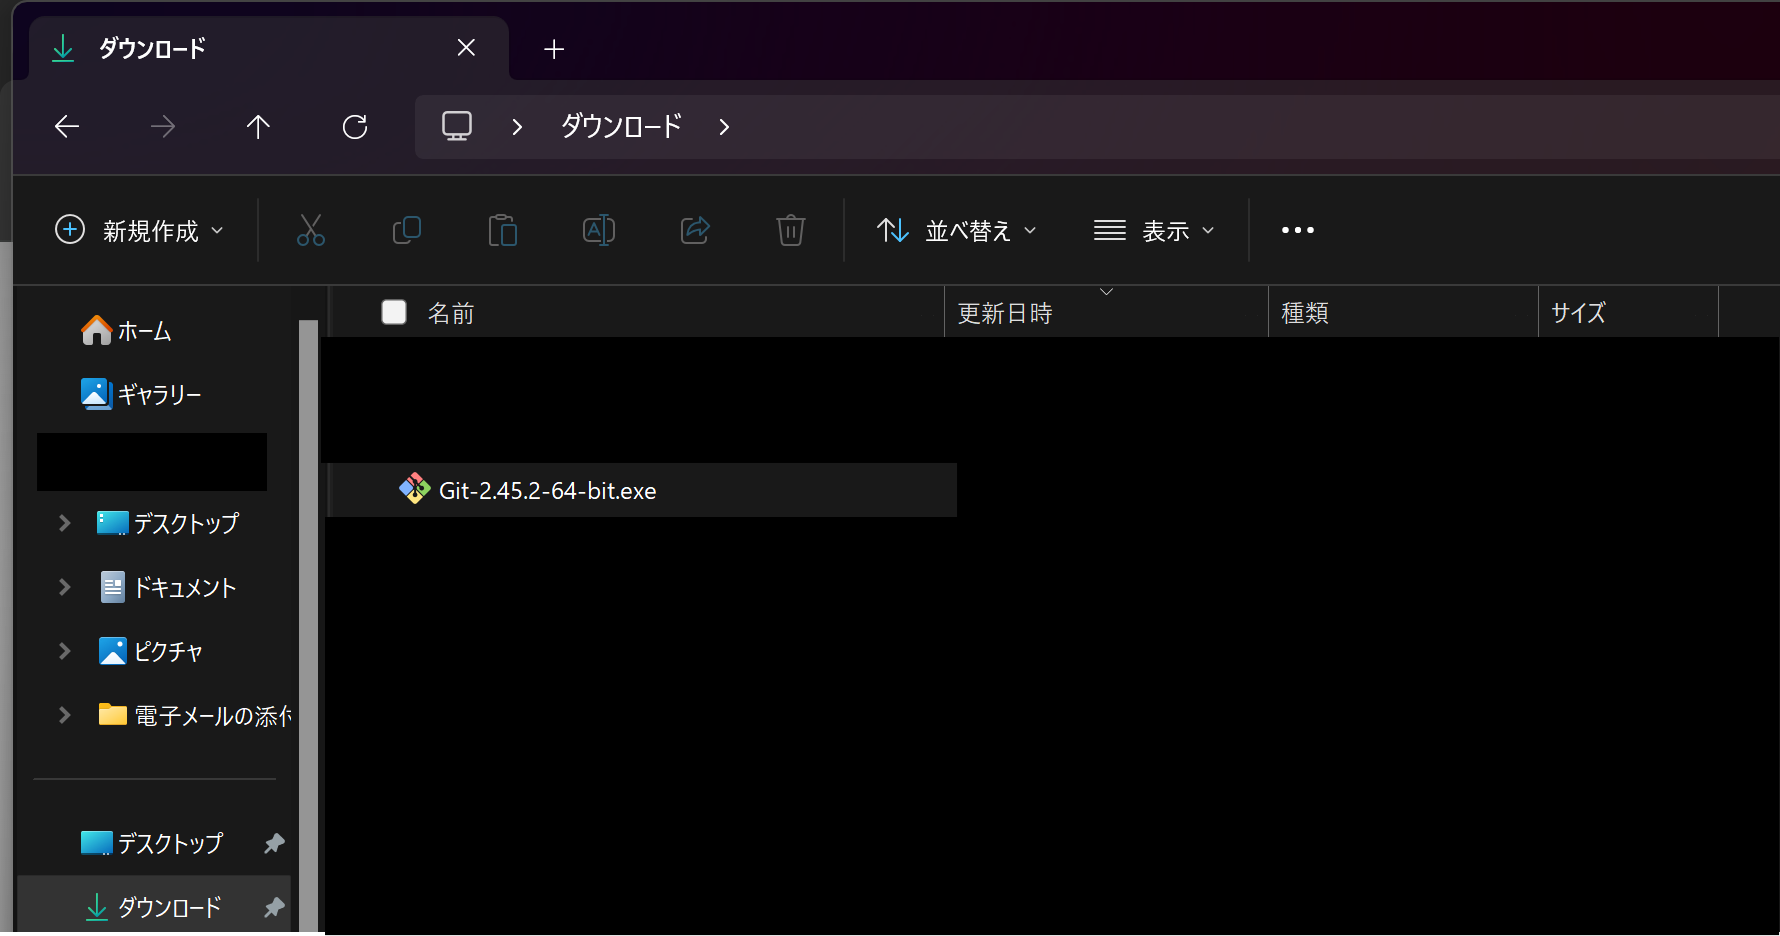 ダウンロード
ダウンロード
新規作成
並べ替え
表示
名前
更新日時
種類
サイズ
ホーム
ギャラリー
Git-2.45.2-64-bit.exe
デスクトップ
ドキュメント
ピクチャ
電子メールの添付
デスクトップ
ダウンロード